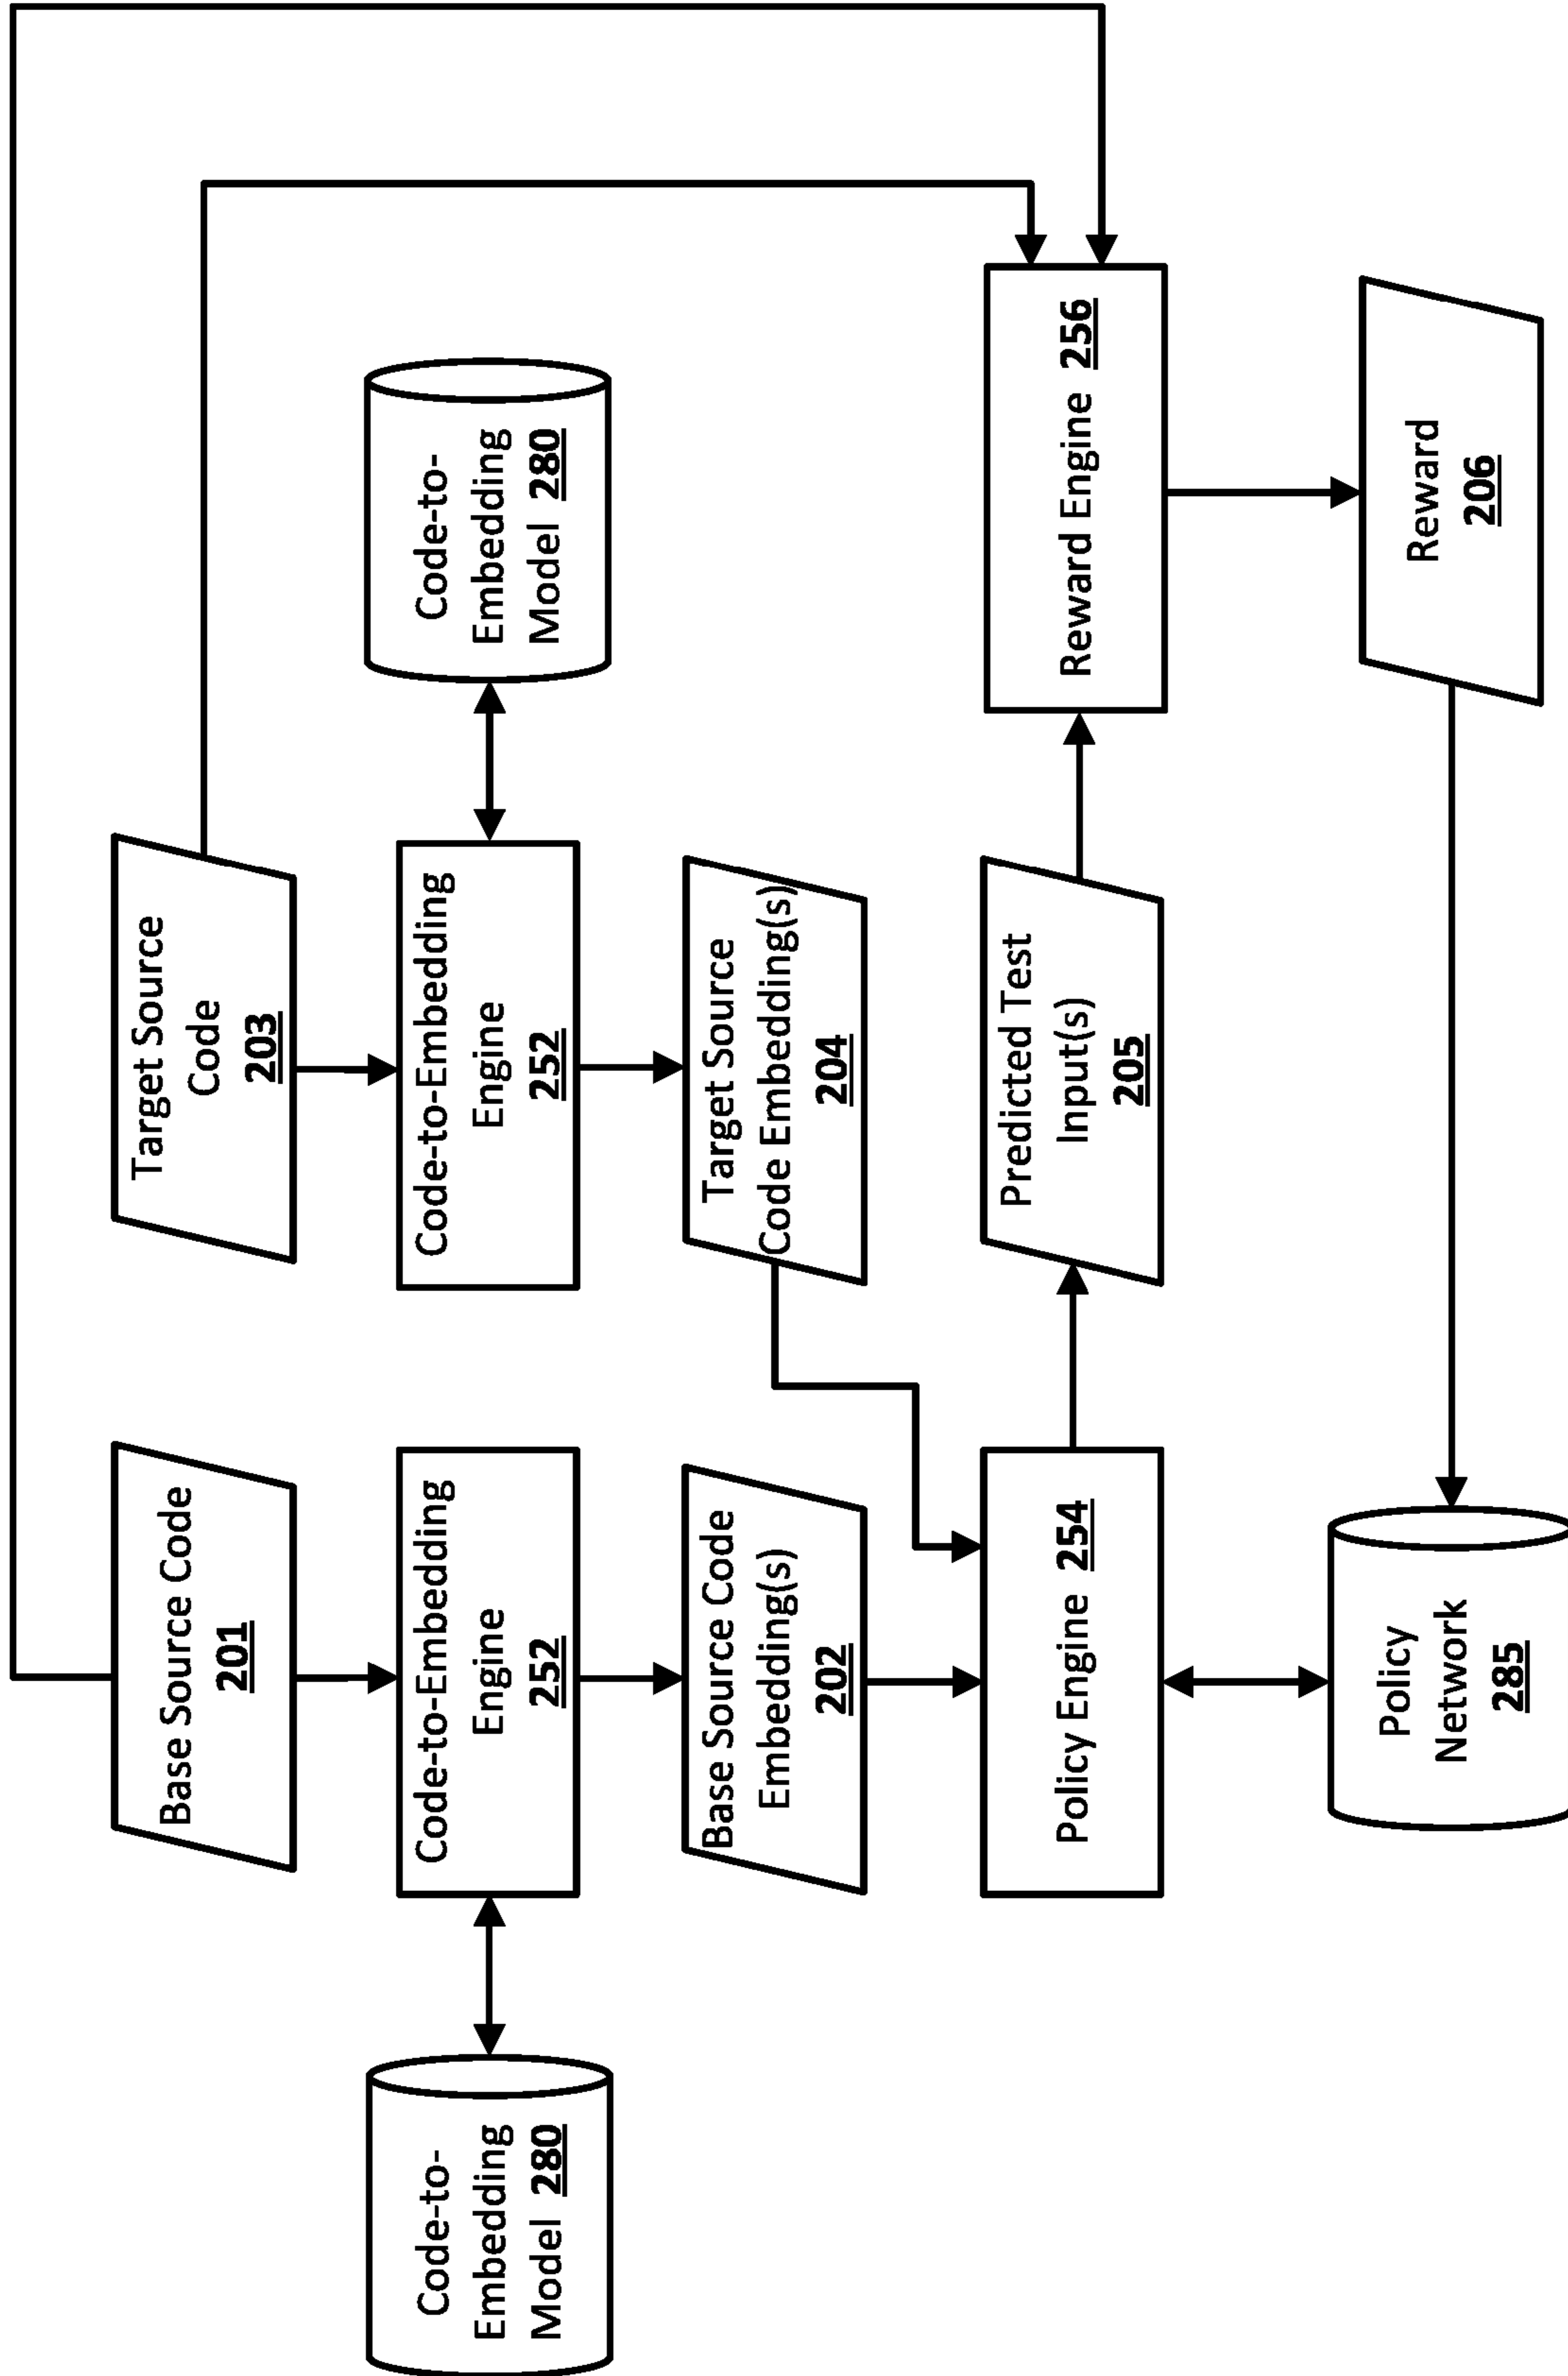 Base Source Code
201
Target Source
Code
203
Code-to-
Embedding
Model 280
Code-to-Embedding
Engine
252
Code-to-Embedding
Engine
252
Code-to-
Embedding
Model 280
Base Source Code
Embedding(s)
202
Target Source
Code Embedding(s)
204
Policy Engine 254
Predicted Test
Input(s)
205
Reward Engine 256
Policy
Network
285
Reward
206